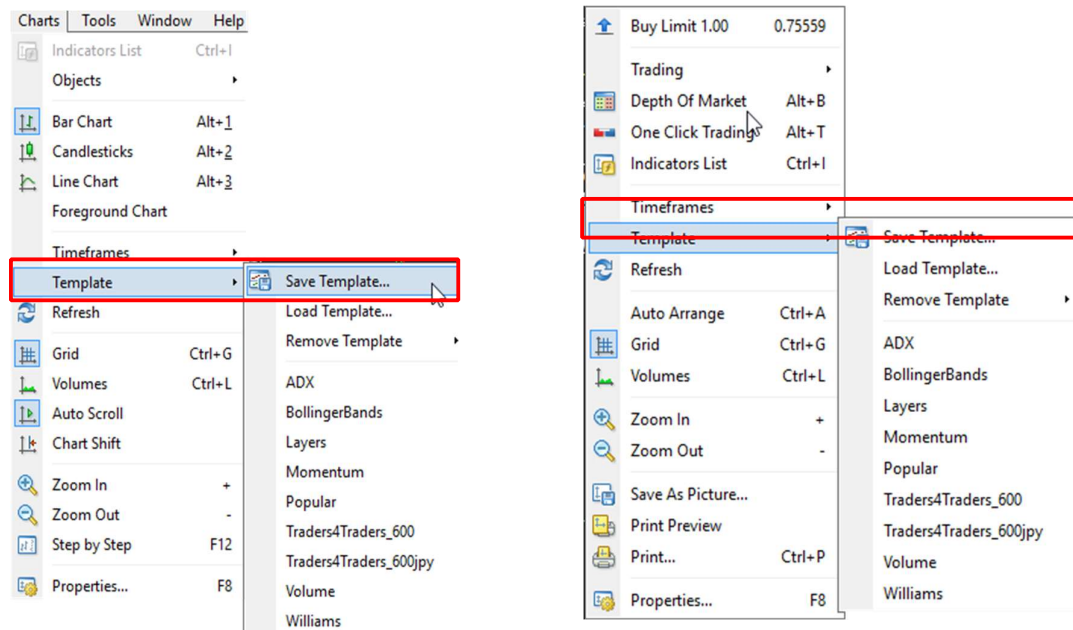 Charts Tools Window Help
Indicators List Ctrl+I
Objects
Bar Chart Alt+1
Candlesticks Alt+2
Line Chart Alt+3
Foreground Chart
Timeframes
Template
Refresh
Grid Ctrl+G
Volumes Ctrl+L
Auto Scroll
Chart Shift
Zoom In +
Zoom Out -
Step by Step F12
Properties... F8
Save Template...
Load Template...
Remove Template
ADX
BollingerBands
Layers
Momentum
Popular
Traders4Traders_600
Traders4Traders_600jpy
Volume
Williams
Buy Limit 1.00 0.75559
Trading
Depth Of Market Alt+B
One Click Trading Alt+T
Indicators List Ctrl+I
Timeframes
Template
Refresh
Auto Arrange Ctrl+A
Grid Ctrl+G
Volumes Ctrl+L
Zoom In +
Zoom Out -
Save As Picture...
Print Preview
Print... Ctrl+P
Properties... F8
Save Template...
Load Template...
Remove Template
ADX
BollingerBands
Layers
Momentum
Popular
Traders4Traders_600
Traders4Traders_600jpy
Volume
Williams